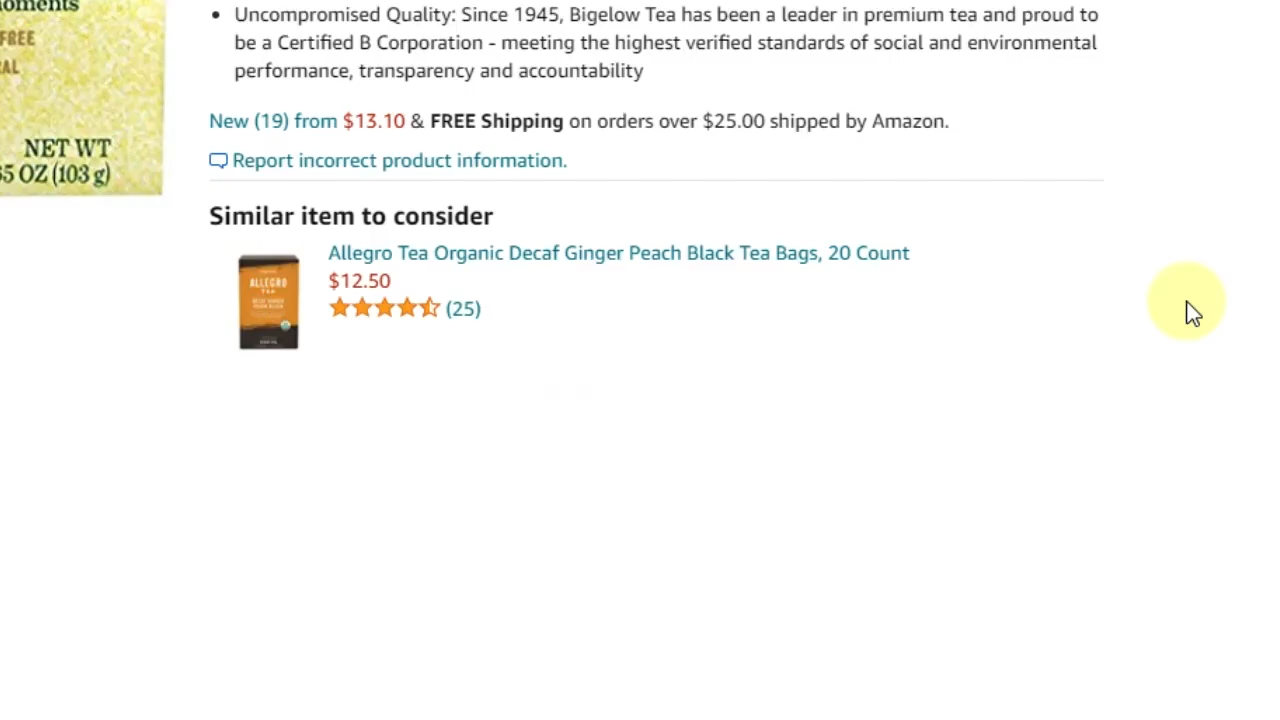 oments
FREE
AL
NET WT
65 OZ (103 g)
• Uncompromised Quality: Since 1945, Bigelow Tea has been a leader in premium tea and proud to
be a Certified B Corporation - meeting the highest verified standards of social and environmental
performance, transparency and accountability
New (19) from $13.10 & FREE Shipping on orders over $25.00 shipped by Amazon.
Report incorrect product information.
Similar item to consider
ALLEGRO
TEA
Allegro Tea Organic Decaf Ginger Peach Black Tea Bags, 20 Count
$12.50
(25)